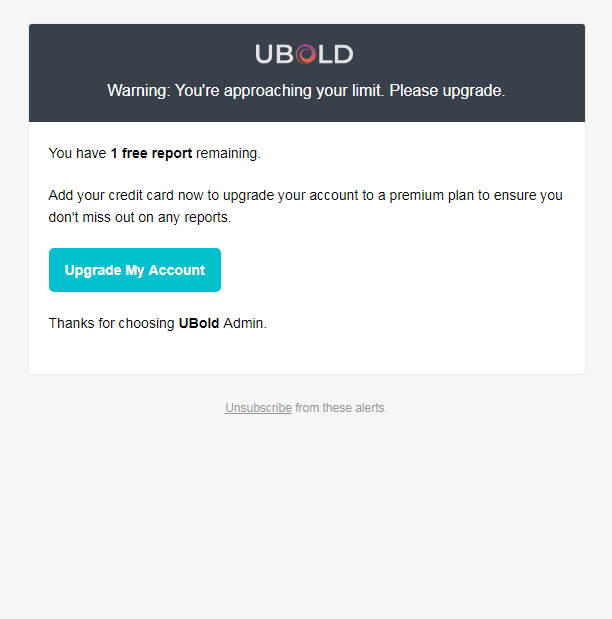 UBOLD
Warning: You're approaching your limit. Please upgrade.
You have 1 free report remaining.
Add your credit card now to upgrade your account to a premium plan to ensure you
don't miss out on any reports.
Upgrade My Account
Thanks for choosing UBold Admin.
Unsubscribe from these alerts.